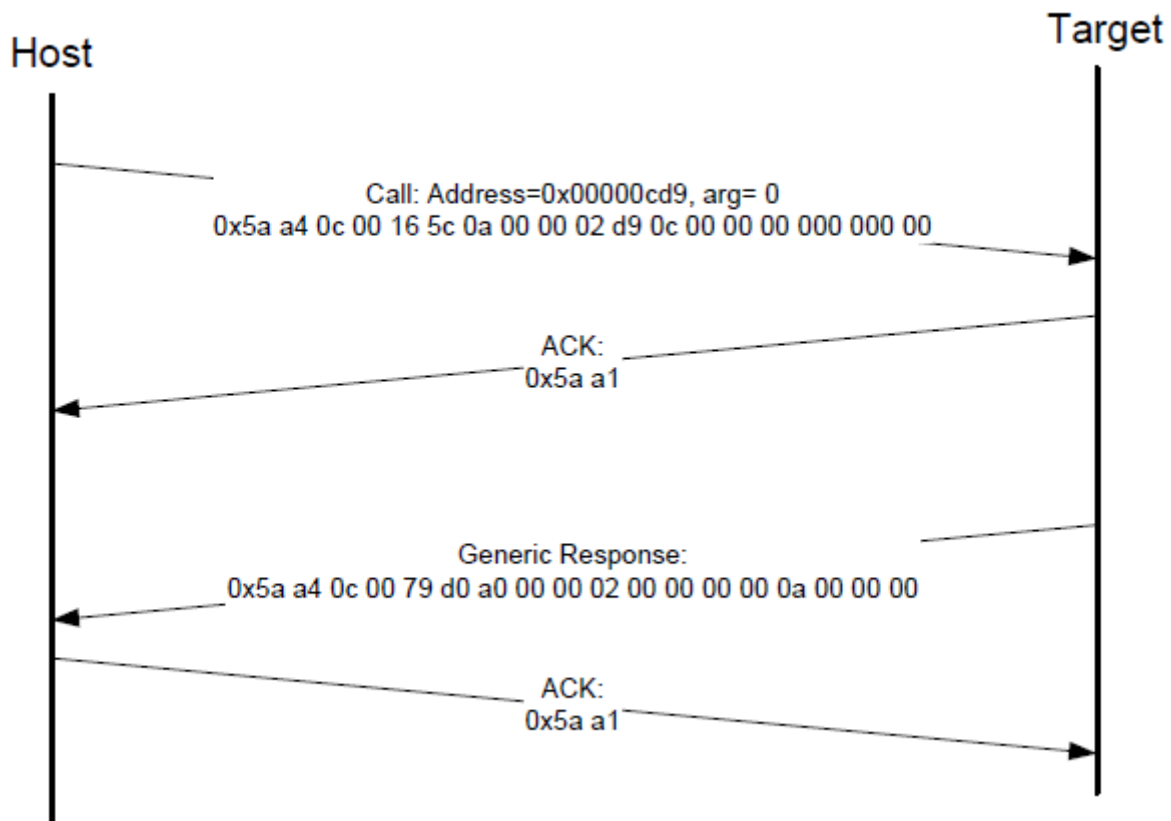 Host
Target
Call: Address=0x00000cd9, arg= 0
0x5a a4 0c 00 16 5c 0a 00 00 02 d9 0c 00 00 00 000 000 00
ACK:
0x5a a1
Generic Response:
0x5a a4 0c 00 79 d0 a0 00 00 02 00 00 00 00 0a 00 00 00
ACK:
0x5a a1